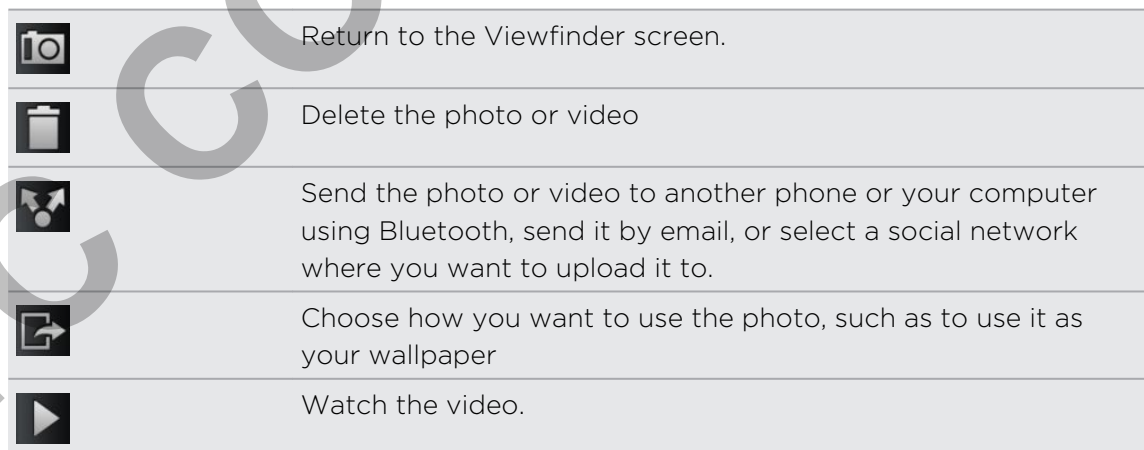 Return to the Viewfinder screen.
Delete the photo or video
Send the photo or video to another phone or your computer
using Bluetooth, send it by email, or select a social network
where you want to upload it to.
Choose how you want to use the photo, such as to use it as
your wallpaper
Watch the video.